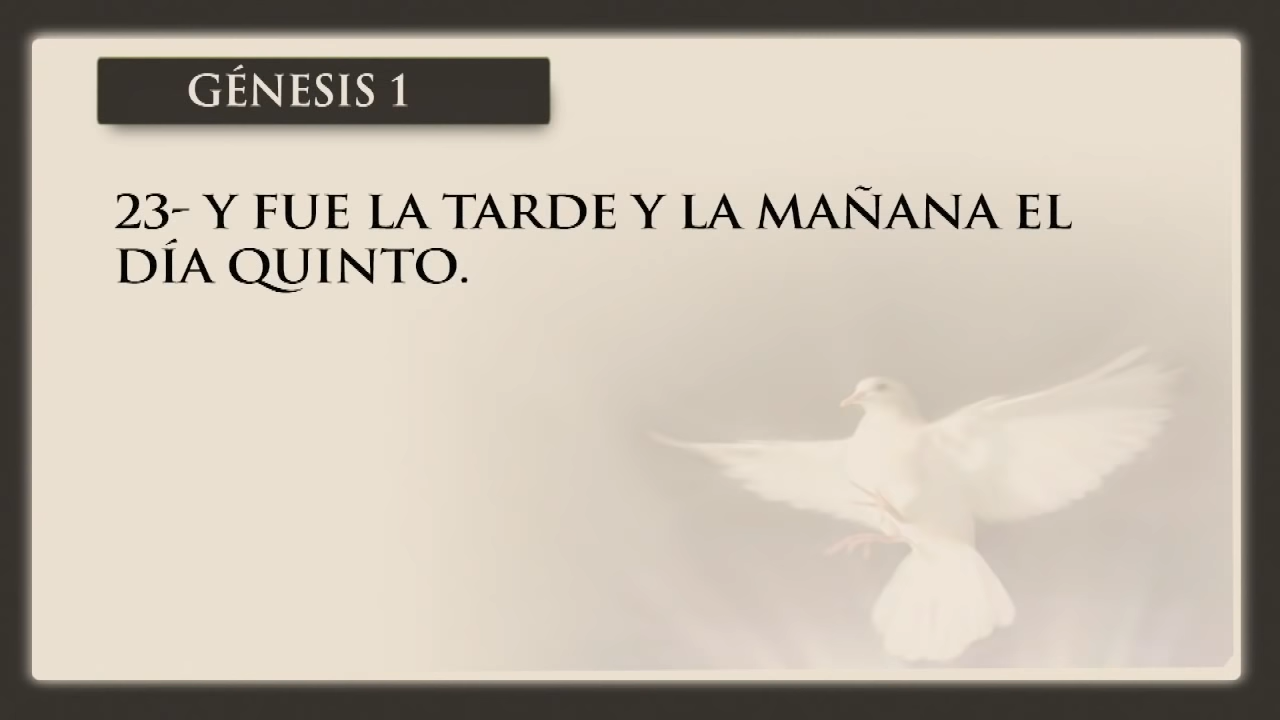 GÉNESIS 1
23- Y FUE LA TARDE Y LA MAÑANA EL
DÍA QUINTO.